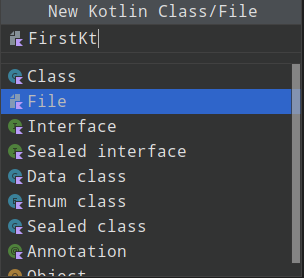 New Kotlin Class/File
FirstKt
Class
File
Interface
Sealed interface
Data class
Enum class
Sealed class
Annotation
Object